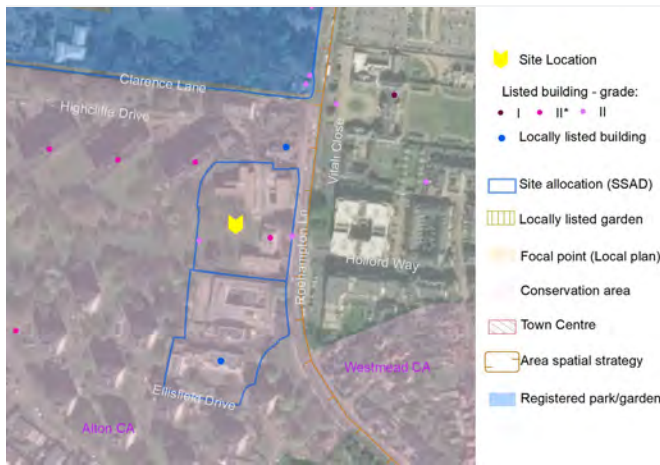 Clarence Lane
Highcliffe Drive
Vitali Close
Roehampton Ln
Holford Way
Westmead CA
Ellisfield Drive
Alton CA
Site Location
Listed building - grade:
I II* II
Locally listed building
Site allocation (SSAD)
Locally listed garden
Focal point (Local plan)
Conservation area
Town Centre
Area spatial strategy
Registered park/garden